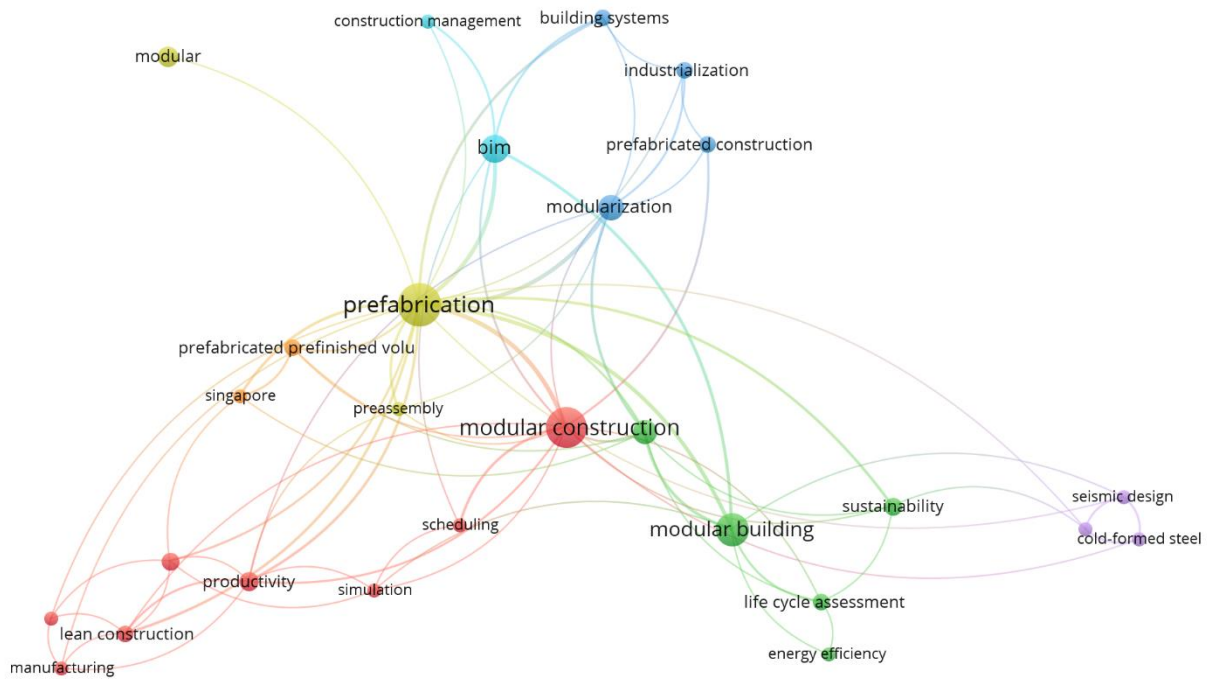 construction management
building systems
modular
industrialization
bim
prefabricated construction
modularization
prefabrication
prefabricated prefinished volu
singapore
preassembly
modular construction
seismic design
sustainability
scheduling
modular building
cold-formed steel
productivity
simulation
life cycle assessment
lean construction
energy efficiency
manufacturing